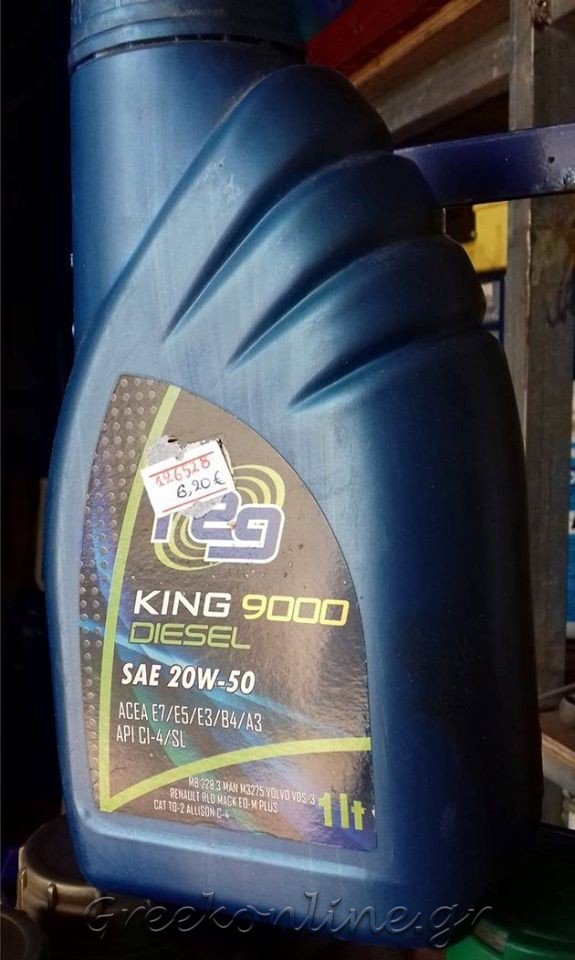 126528
6,20€
reg
KING 9000
DIESEL
SAE 20W-50
ACEA E7/E5/E3/B4/A3
API CI-4/SL
MB 228.3 MAN M3275 VOLVO VDS-3
RENAULT RLD MACK EO-M PLUS
CAT TO-2 ALLISON C-4
1lt
Greekonline.gr